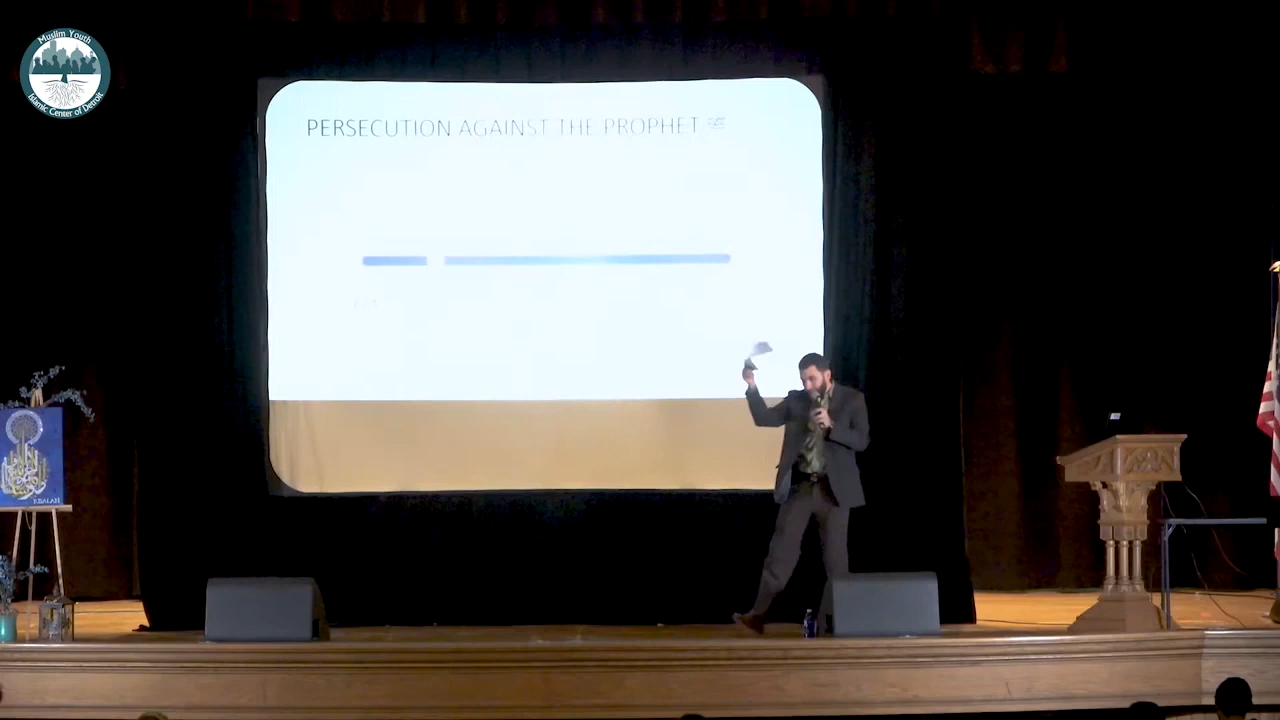 Muslim Youth
Islamic Center of Detroit
PERSECUTION AGAINST THE PROPHET ﷺ